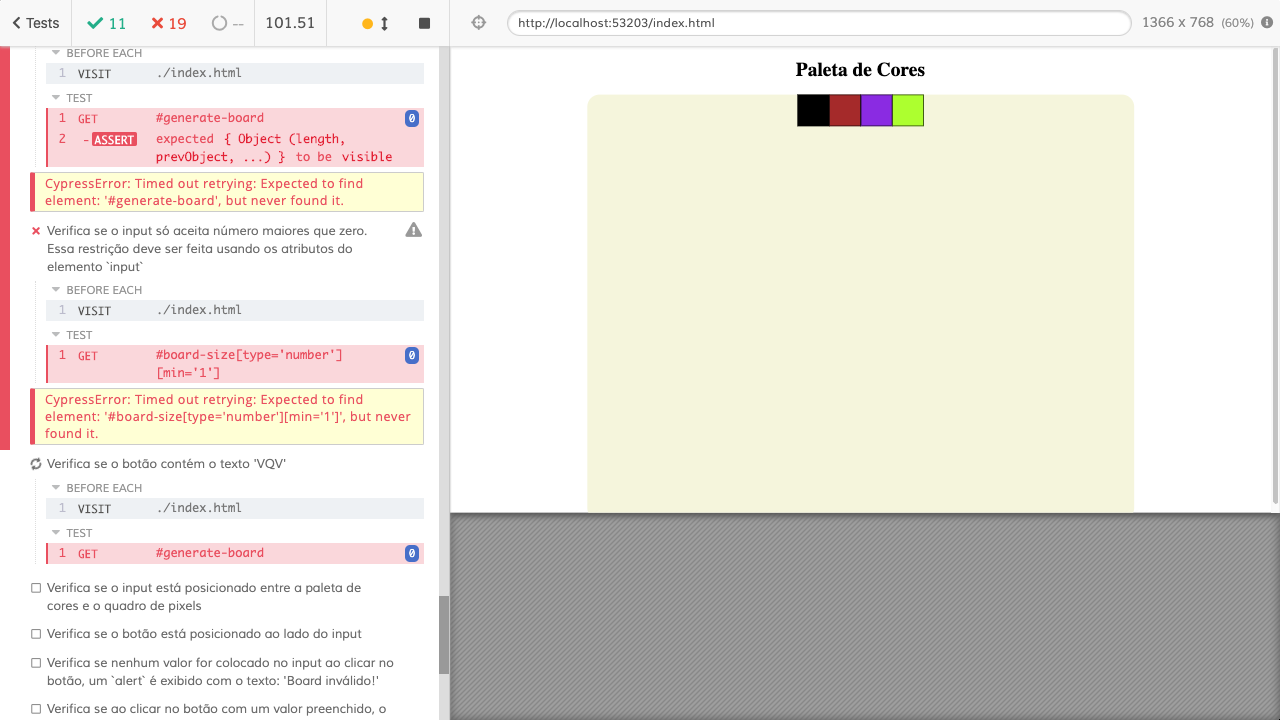 Tests
11
19
--
101.51
http://localhost:53203/index.html
1366 x 768 (60%)
BEFORE EACH
1 VISIT ./index.html
TEST
1 GET #generate-board 0
2 -ASSERT expected { Object (length,
prevObject, ...) } to be visible
CypressError: Timed out retrying: Expected to find
element: '#generate-board', but never found it.
Verifica se o input só aceita número maiores que zero.
Essa restrição deve ser feita usando os atributos do
elemento `input`
BEFORE EACH
1 VISIT ./index.html
TEST
1 GET #board-size[type='number'] 0
[min='1']
CypressError: Timed out retrying: Expected to find
element: '#board-size[type='number'][min='1']', but never
found it.
Verifica se o botão contém o texto 'VQV'
BEFORE EACH
1 VISIT ./index.html
TEST
1 GET #generate-board 0
Verifica se o input está posicionado entre a paleta de
cores e o quadro de pixels
Verifica se o botão está posicionado ao lado do input
Verifica se nenhum valor for colocado no input ao clicar no
botão, um `alert` é exibido com o texto: 'Board inválido!'
Verifica se ao clicar no botão com um valor preenchido, o
Paleta de Cores